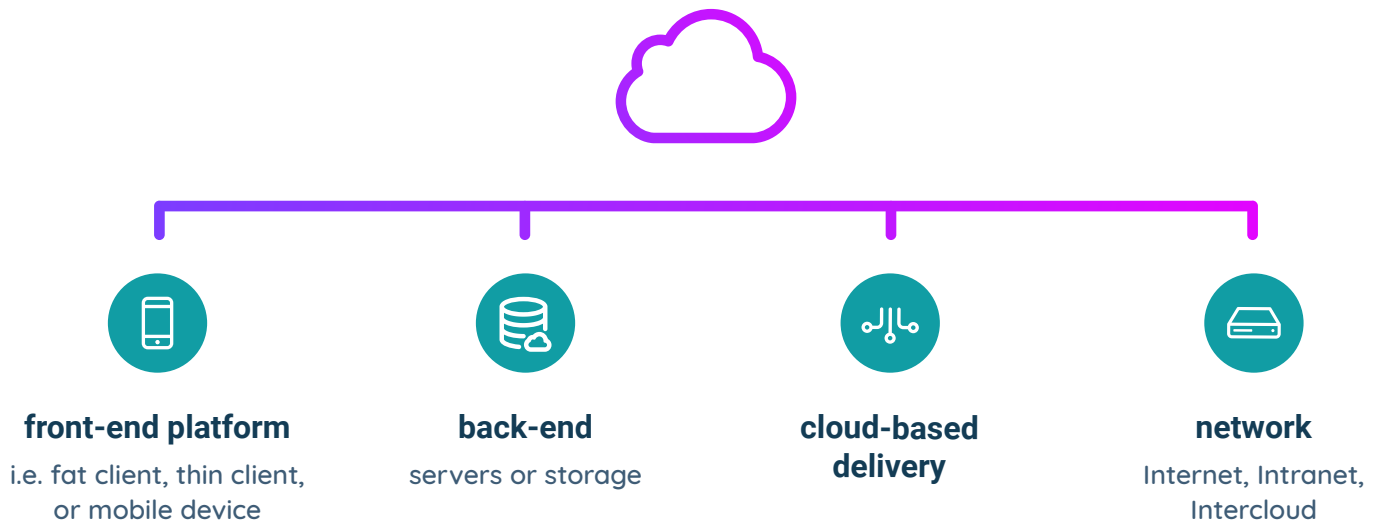 front-end platform
i.e. fat client, thin client,
or mobile device
back-end
servers or storage
cloud-based
delivery
network
Internet, Intranet,
Intercloud